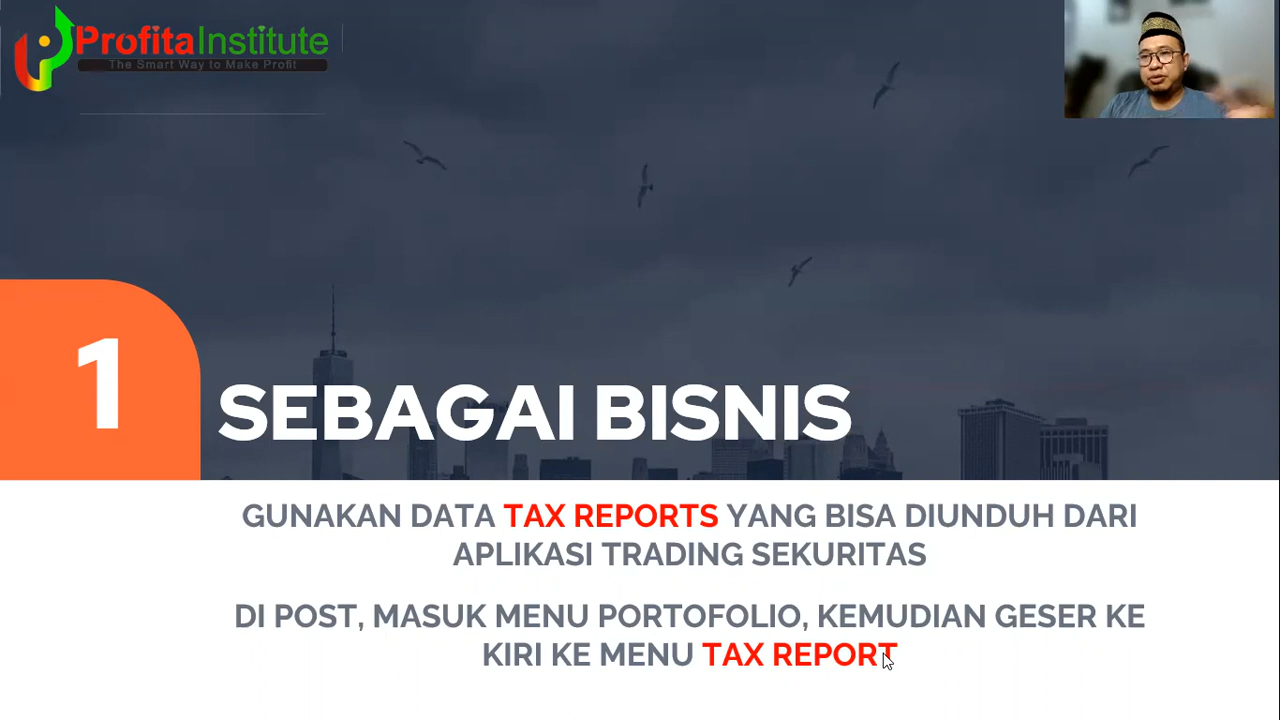 ProfitaInstitute
The Smart Way to Make Profit
1
SEBAGAI BISNIS
GUNAKAN DATA TAX REPORTS YANG BISA DIUNDUH DARI
APLIKASI TRADING SEKURITAS
DI POST, MASUK MENU PORTOFOLIO, KEMUDIAN GESER KE
KIRI KE MENU TAX REPORT